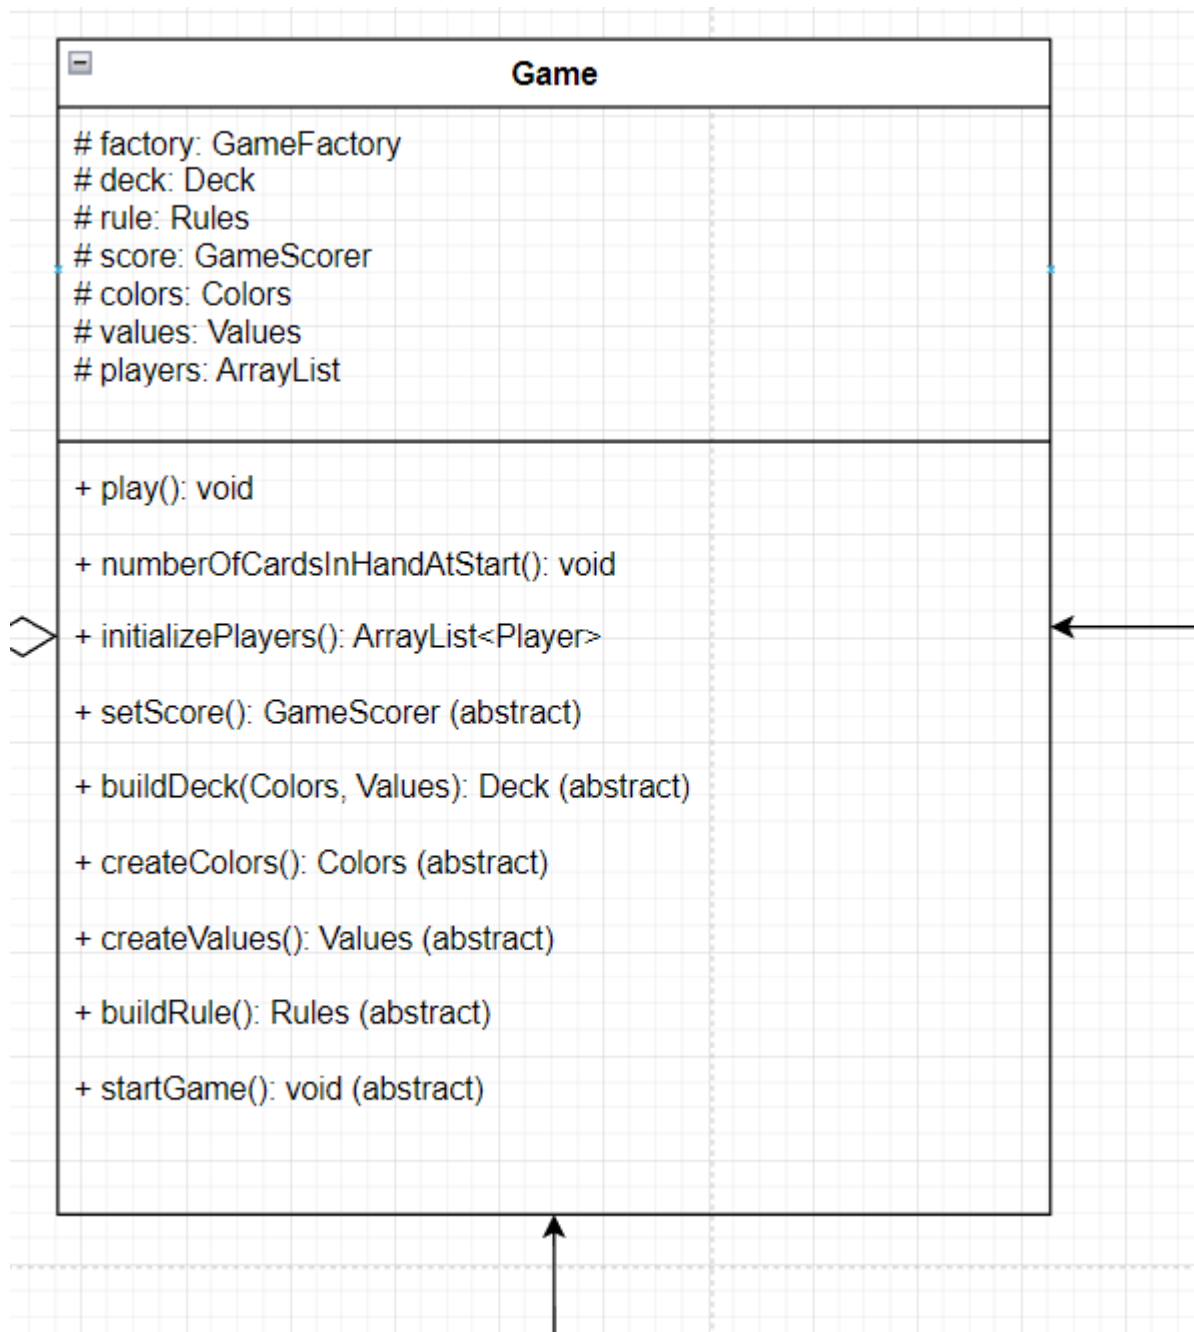 Game
# factory: GameFactory
# deck: Deck
# rule: Rules
# score: GameScorer
# colors: Colors
# values: Values
# players: ArrayList
+ play(): void
+ numberOfCardsInHandAtStart(): void
+ initializePlayers(): ArrayList<Player>
+ setScore(): GameScorer (abstract)
+ buildDeck(Colors, Values): Deck (abstract)
+ createColors(): Colors (abstract)
+ createValues(): Values (abstract)
+ buildRule(): Rules (abstract)
+ startGame(): void (abstract)